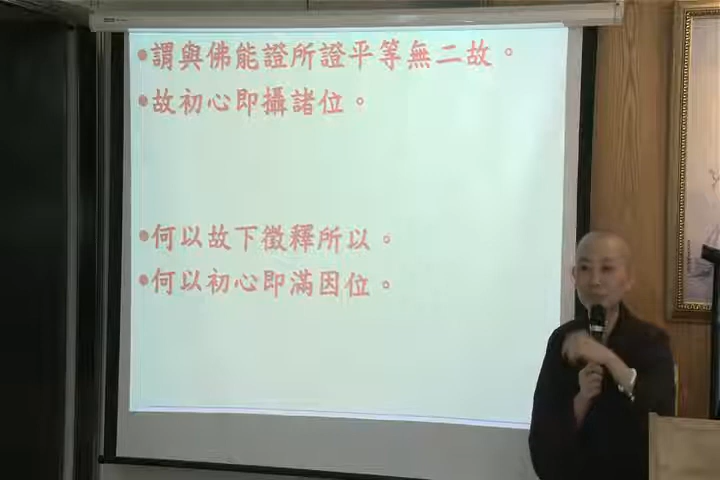 •謂與佛能證所證平等無二故。
•故初心即攝諸位。
•何以故下徵釋所以。
•何以初心即滿因位。